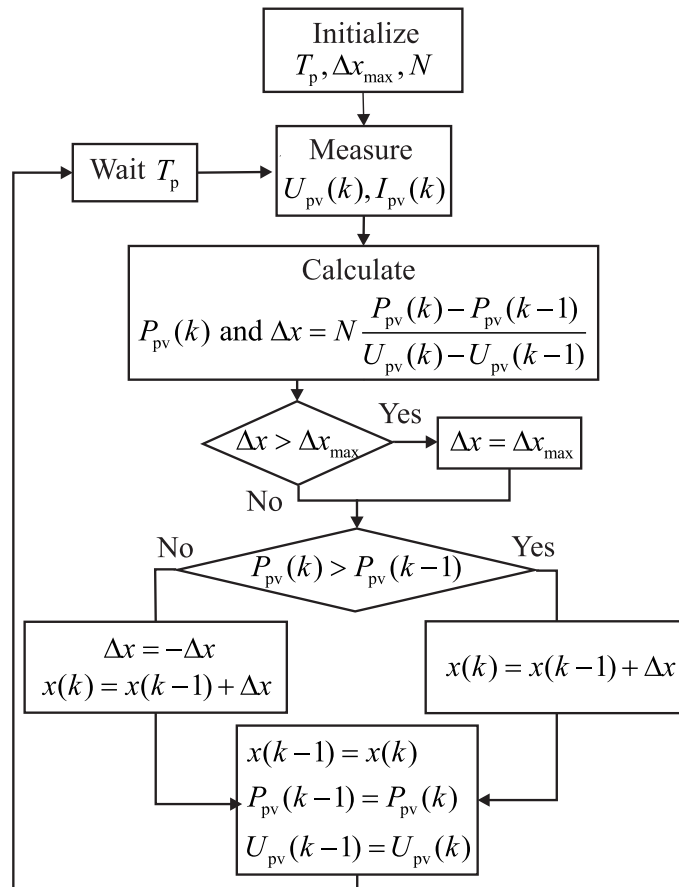 Initialize
T_p, Δx_max, N
Measure
U_pv(k), I_pv(k)
Wait T_p
Calculate
P_pv(k) and Δx = N (P_pv(k) − P_pv(k−1)) / (U_pv(k) − U_pv(k−1))
Δx > Δx_max
Yes
Δx = Δx_max
No
No
P_pv(k) > P_pv(k−1)
Yes
Δx = −Δx
x(k) = x(k−1) + Δx
x(k) = x(k−1) + Δx
x(k−1) = x(k)
P_pv(k−1) = P_pv(k)
U_pv(k−1) = U_pv(k)